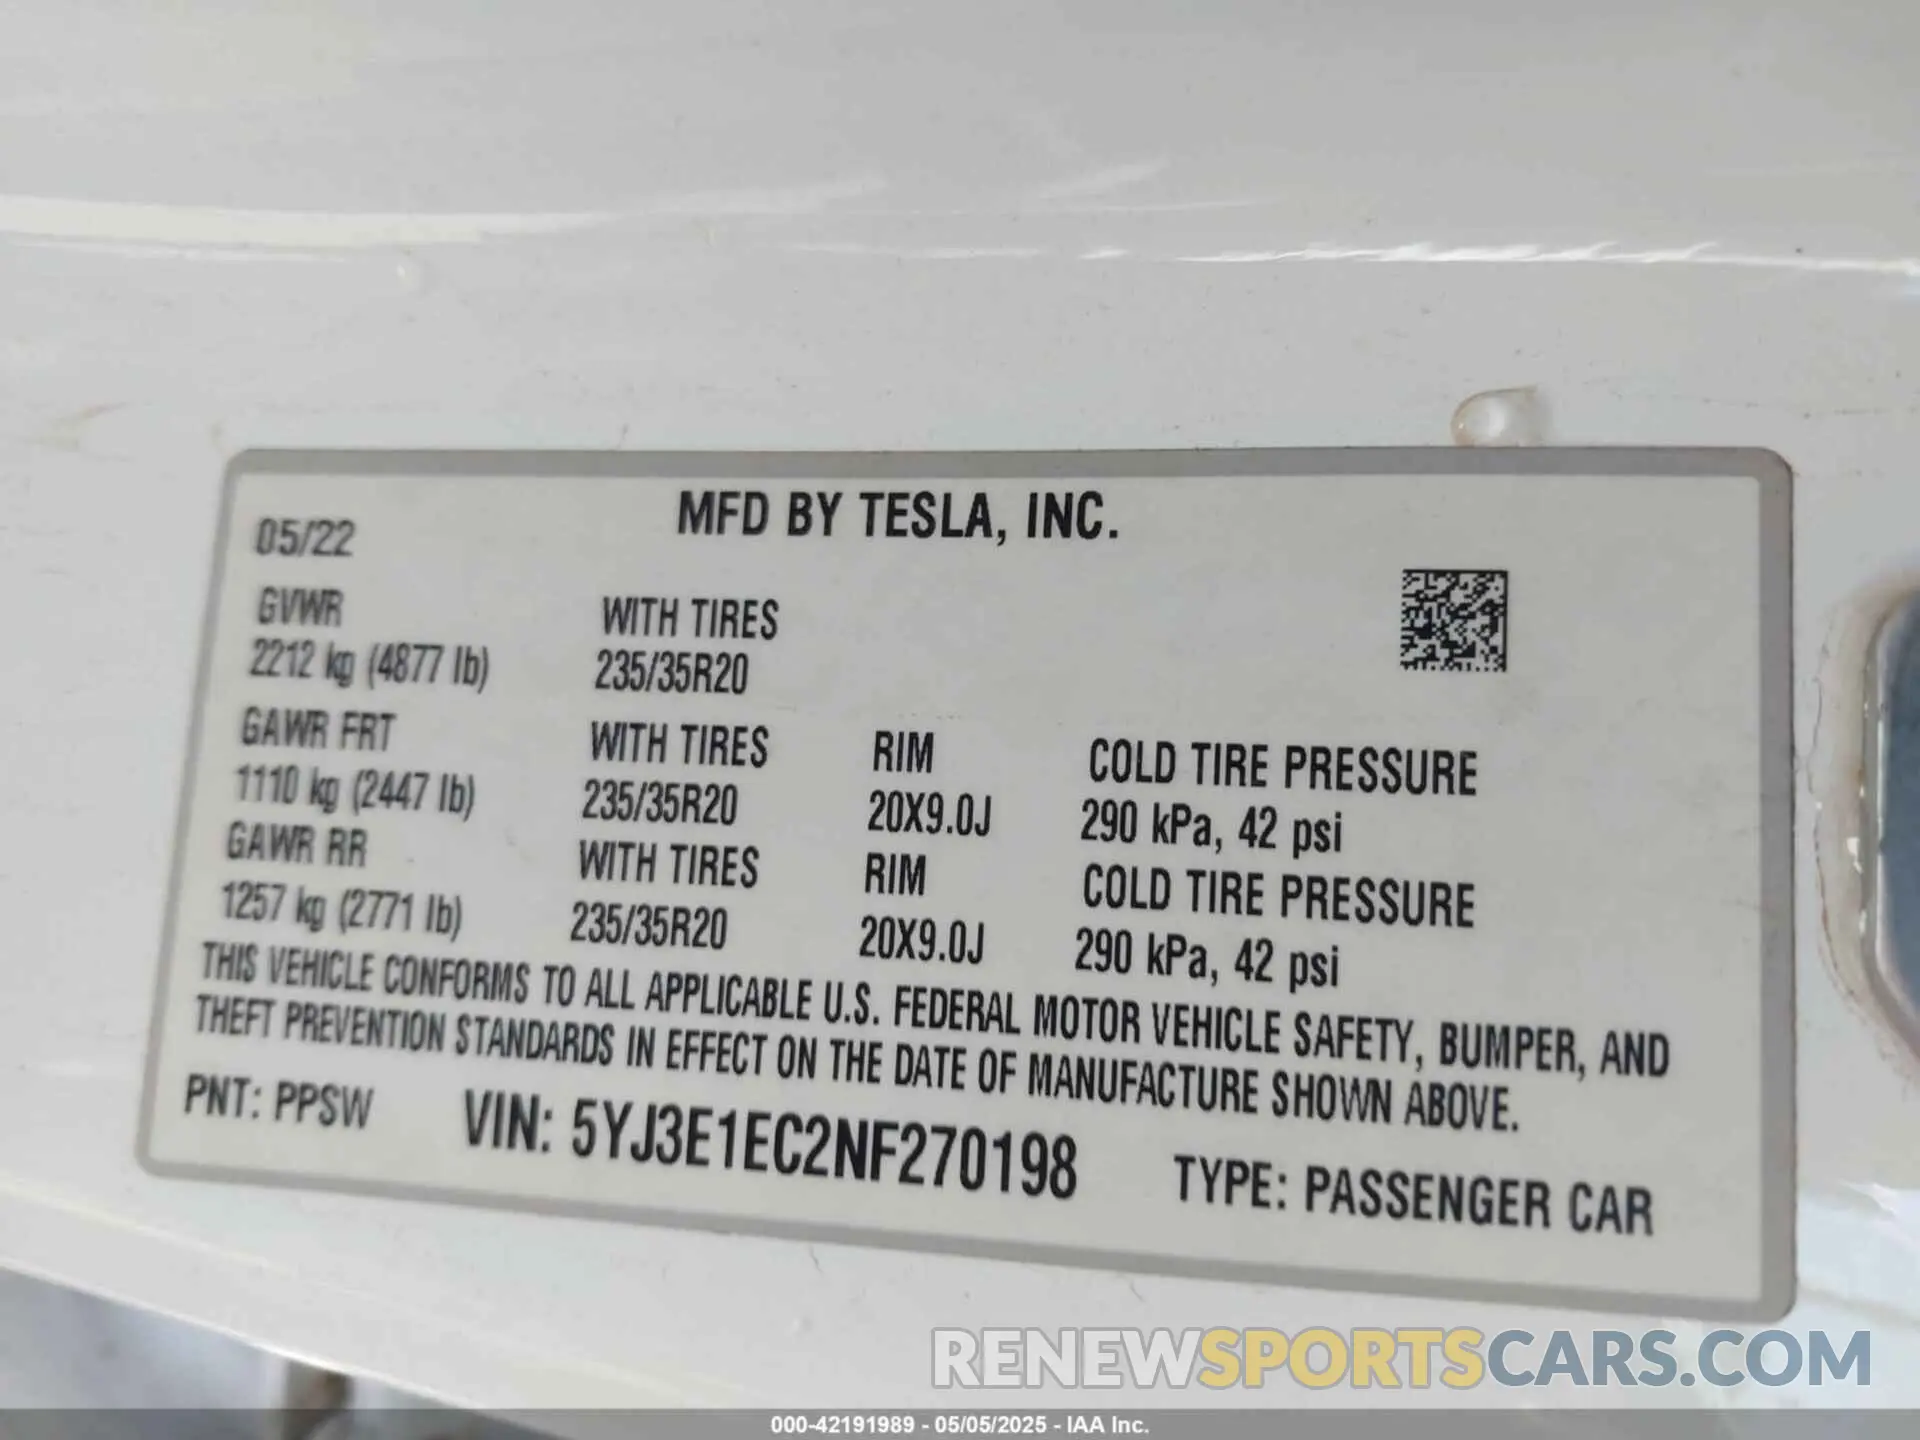 MFD BY TESLA, INC.
05/22
GVWR WITH TIRES
2212 kg (4877 lb) 235/35R20
GAWR FRT WITH TIRES RIM COLD TIRE PRESSURE
1110 kg (2447 lb) 235/35R20 20X9.0J 290 kPa, 42 psi
GAWR RR WITH TIRES RIM COLD TIRE PRESSURE
1257 kg (2771 lb) 235/35R20 20X9.0J 290 kPa, 42 psi
THIS VEHICLE CONFORMS TO ALL APPLICABLE U.S. FEDERAL MOTOR VEHICLE SAFETY, BUMPER, AND
THEFT PREVENTION STANDARDS IN EFFECT ON THE DATE OF MANUFACTURE SHOWN ABOVE.
PNT: PPSW VIN: 5YJ3E1EC2NF270198 TYPE: PASSENGER CAR
RENEWSPORTSCARS.COM
000-42191989 - 05/05/2025 - IAA Inc.